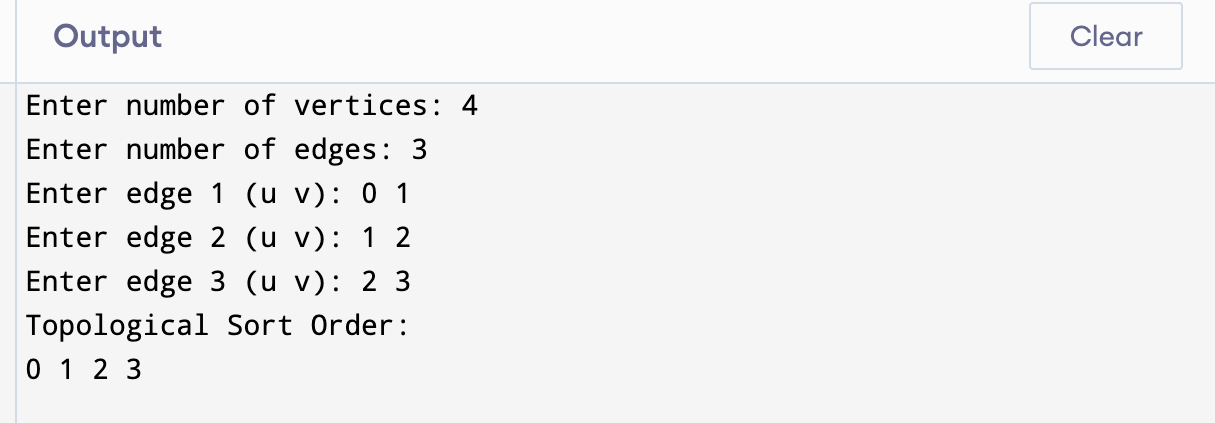 Output
Clear
Enter number of vertices: 4
Enter number of edges: 3
Enter edge 1 (u v): 0 1
Enter edge 2 (u v): 1 2
Enter edge 3 (u v): 2 3
Topological Sort Order:
0 1 2 3